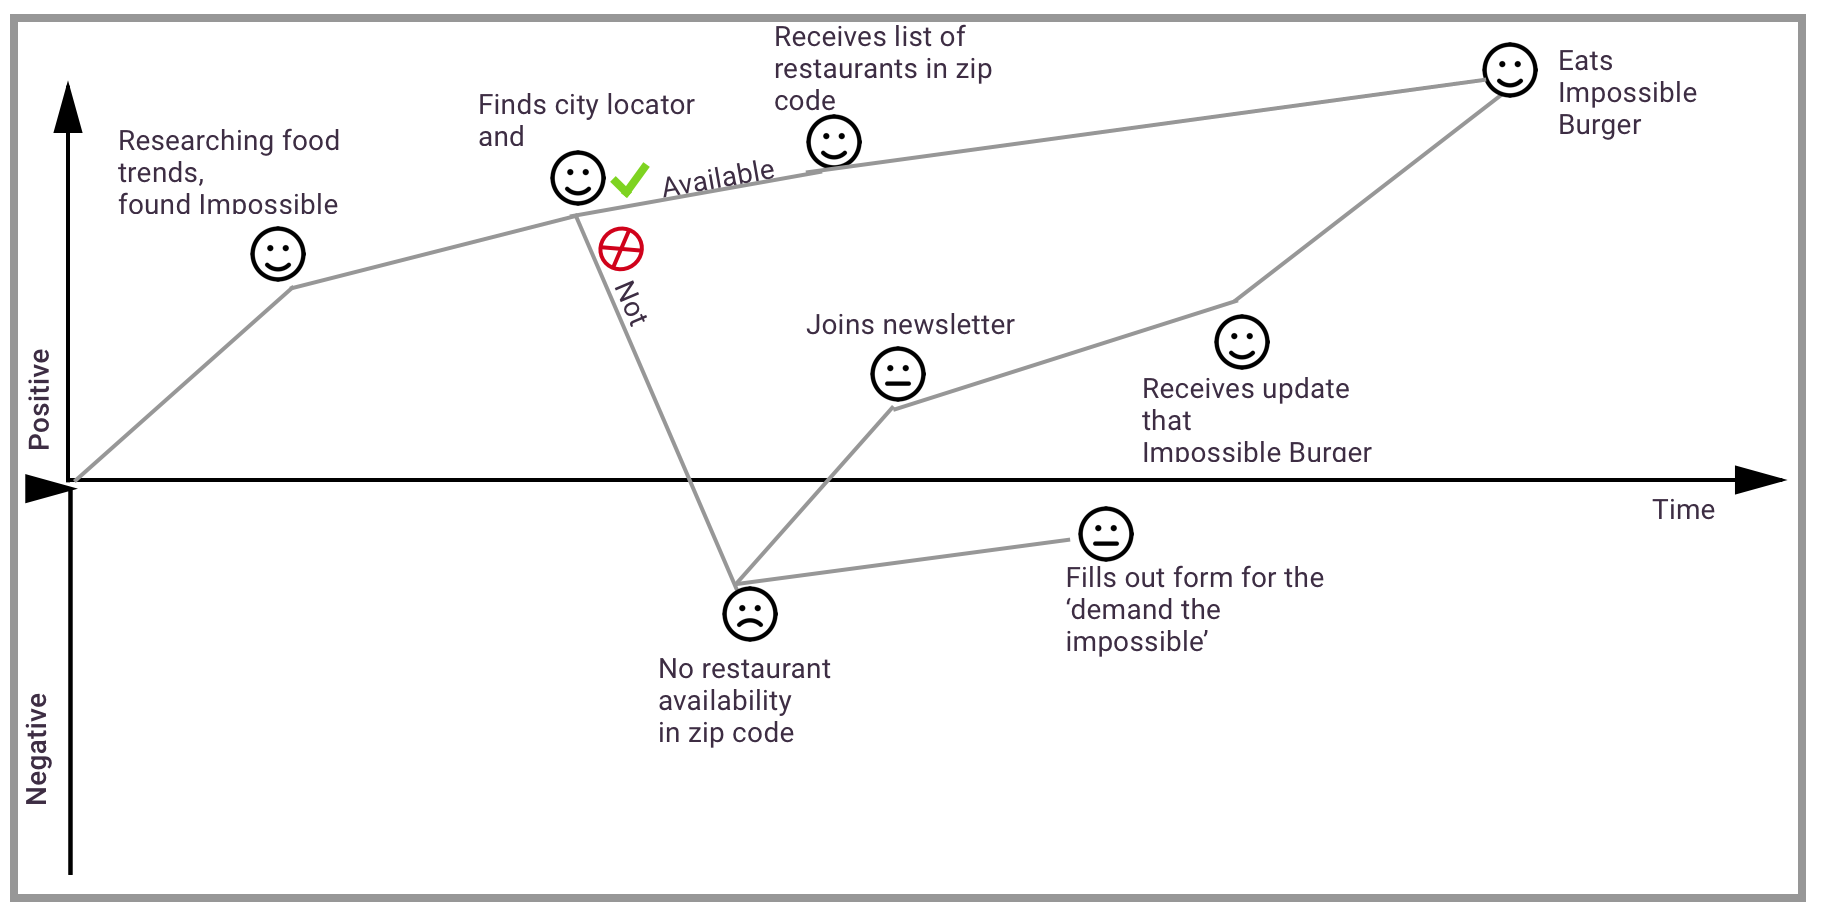 Receives list of
restaurants in zip
code
Eats
Impossible
Burger
Finds city locator
and
Researching food
trends,
found Impossible
Available
Not
Joins newsletter
Receives update
that
Impossible Burger
Positive
Time
Fills out form for the
‘demand the
impossible’
No restaurant
availability
in zip code
Negative